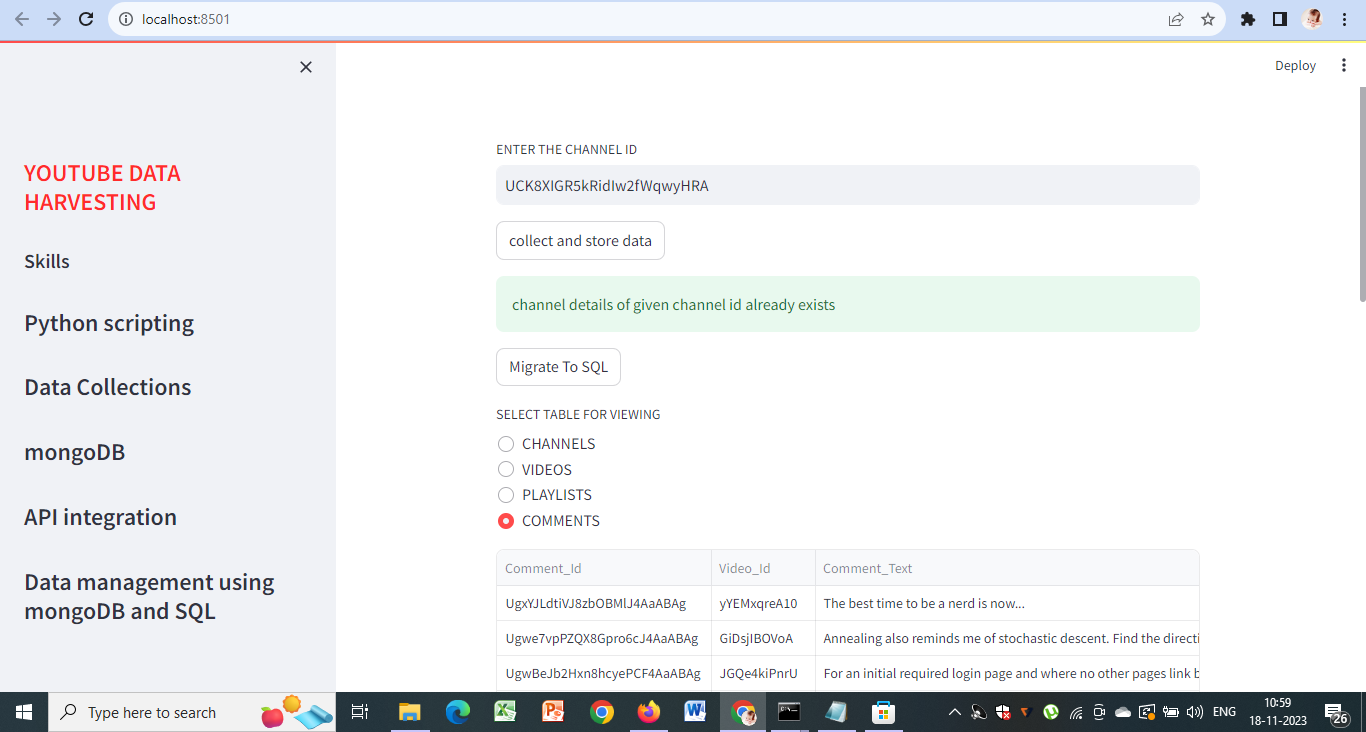 localhost:8501
Deploy
YOUTUBE DATA
HARVESTING
Skills
Python scripting
Data Collections
mongoDB
API integration
Data management using
mongoDB and SQL
ENTER THE CHANNEL ID
UCK8XIGR5kRidIw2fWqwyHRA
collect and store data
channel details of given channel id already exists
Migrate To SQL
SELECT TABLE FOR VIEWING
CHANNELS
VIDEOS
PLAYLISTS
COMMENTS
Comment_Id Video_Id Comment_Text
UgxYJLdtiVJ8zbOBMlJ4AaABAg yYEMxqreA10 The best time to be a nerd is now...
Ugwe7vpPZQX8Gpro6cJ4AaABAg GiDsjIBOVoA Annealing also reminds me of stochastic descent. Find the directi
UgwBeJb2Hxn8hcyePCF4AaABAg JGQe4kiPnrU For an initial required login page and where no other pages link b
Type here to search
ENG
10:59
18-11-2023
26